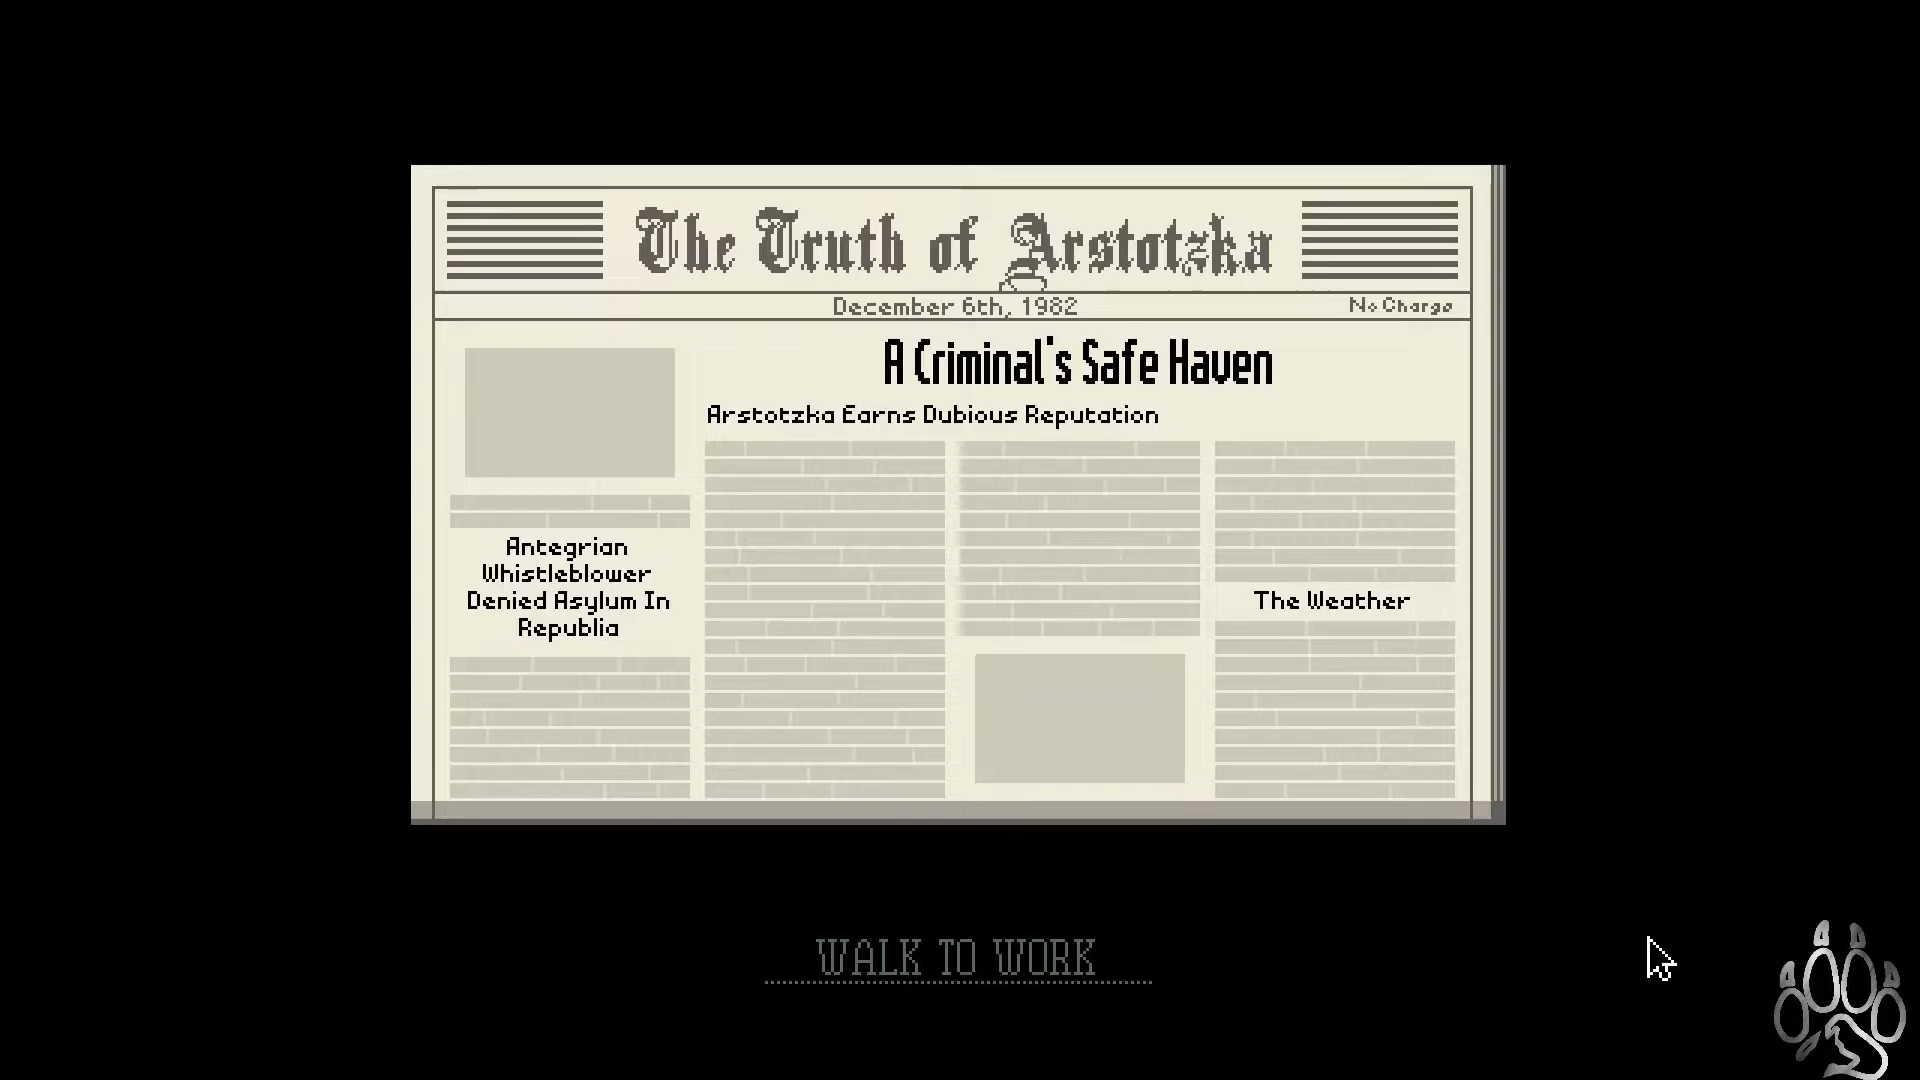 The Truth of Arstotzka
December 6th, 1982
No Charge
A Criminal's Safe Haven
Arstotzka Earns Dubious Reputation
Antegrian
Whistleblower
Denied Asylum In
Republia
The Weather
WALK TO WORK